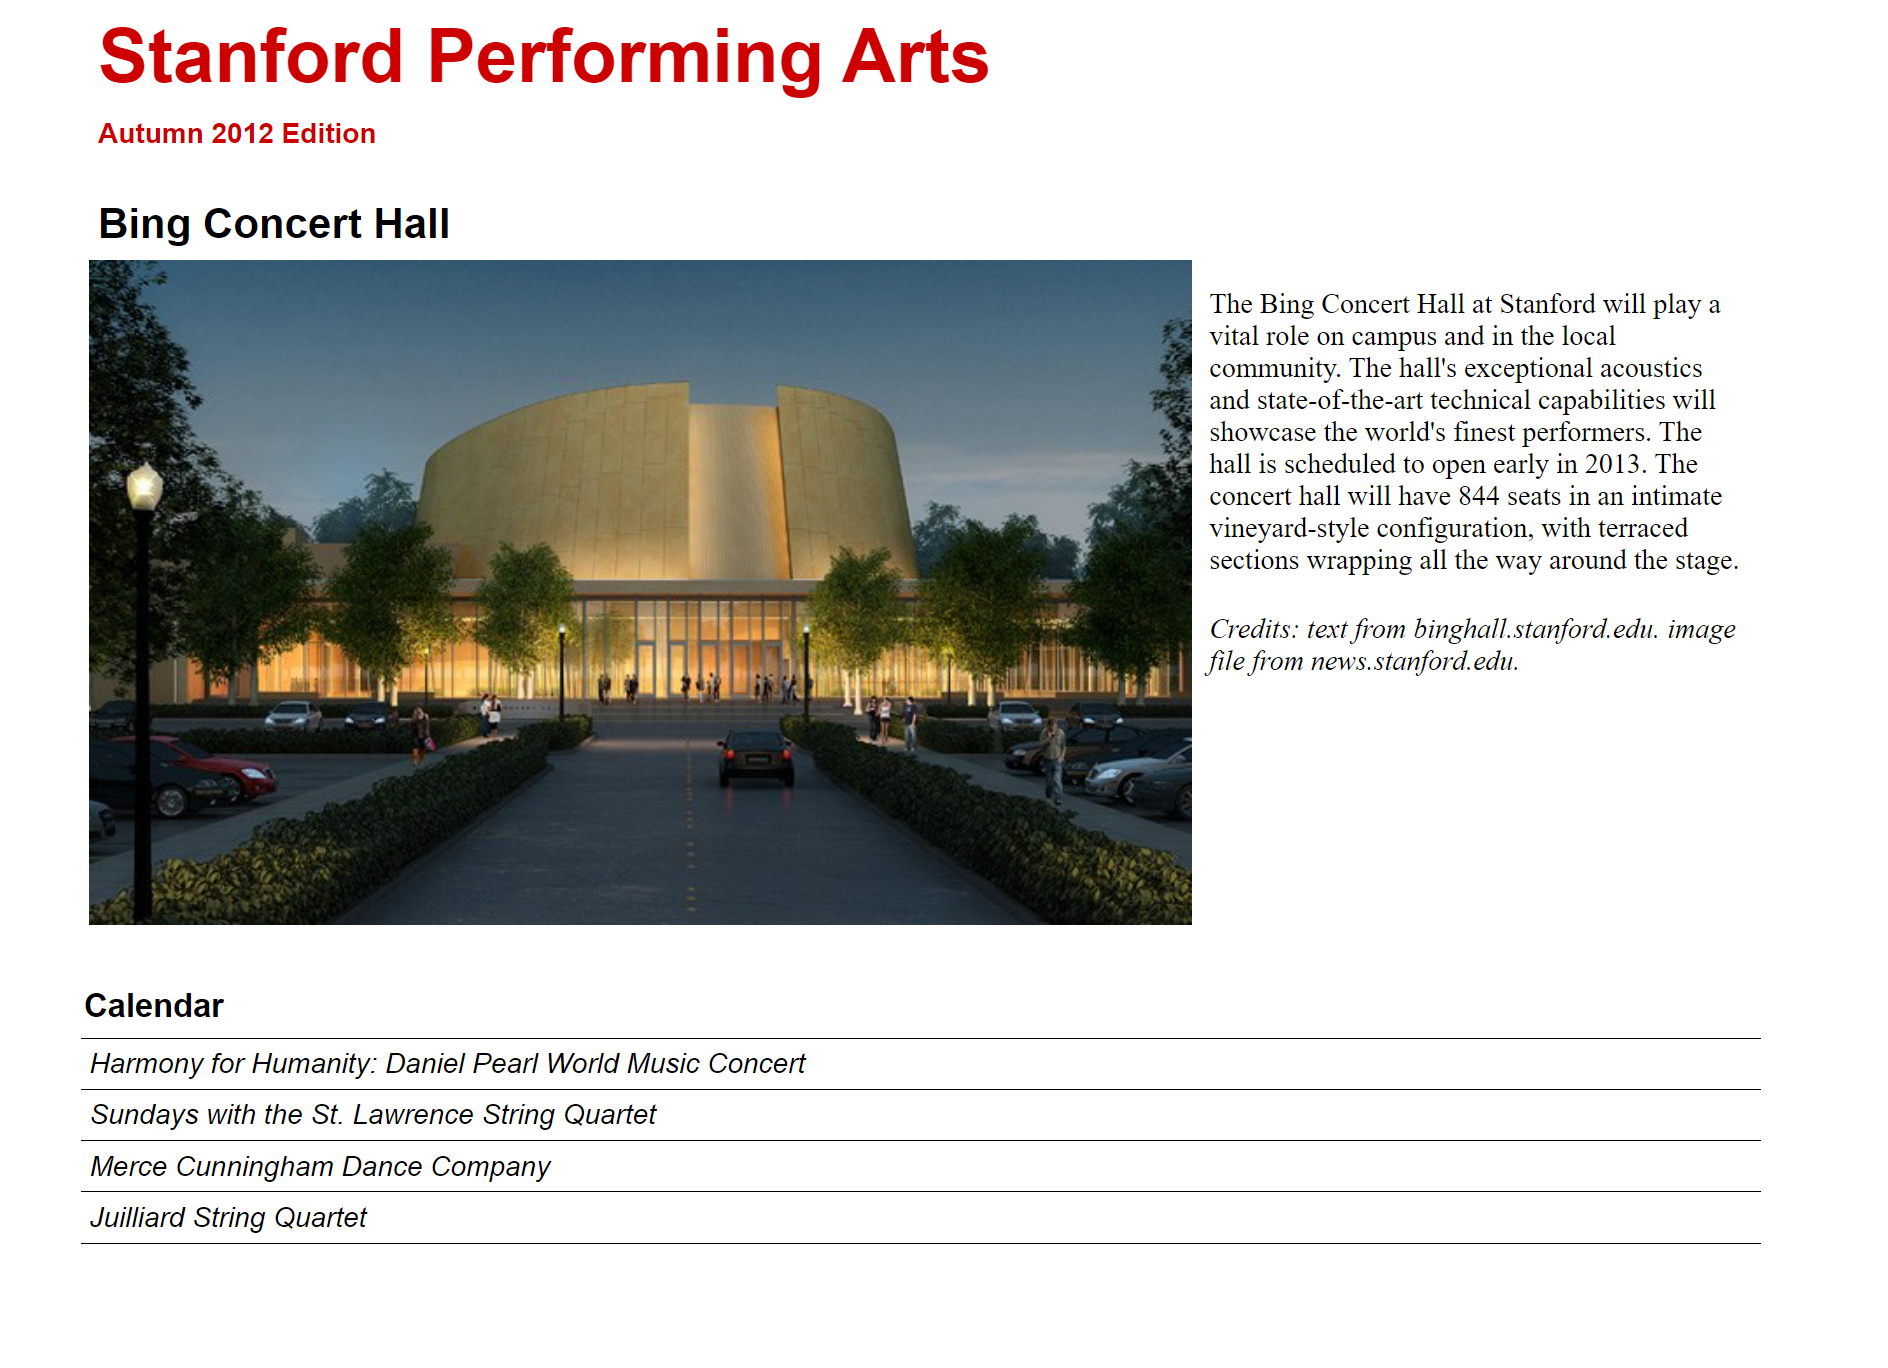 Stanford Performing Arts
Autumn 2012 Edition
Bing Concert Hall
The Bing Concert Hall at Stanford will play a
vital role on campus and in the local
community. The hall's exceptional acoustics
and state-of-the-art technical capabilities will
showcase the world's finest performers. The
hall is scheduled to open early in 2013. The
concert hall will have 844 seats in an intimate
vineyard-style configuration, with terraced
sections wrapping all the way around the stage.
Credits: text from binghall.stanford.edu. image
file from news.stanford.edu.
Calendar
Harmony for Humanity: Daniel Pearl World Music Concert
Sundays with the St. Lawrence String Quartet
Merce Cunningham Dance Company
Juilliard String Quartet